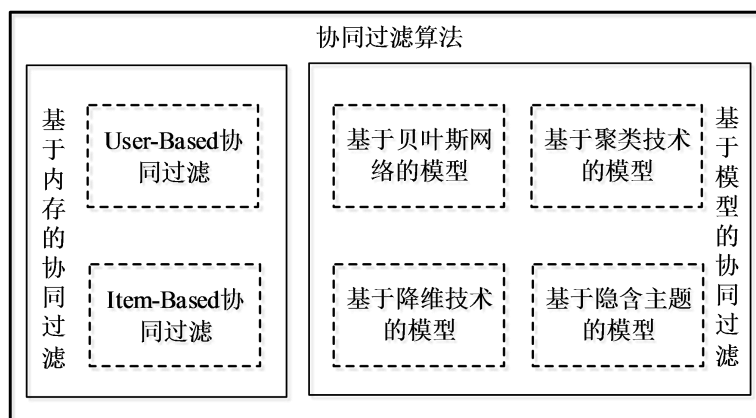 协同过滤算法
基于内存的协同过滤
User-Based协
同过滤
Item-Based协
同过滤
基于贝叶斯网
络的模型
基于聚类技术
的模型
基于降维技术
的模型
基于隐含主题
的模型
基于模型的协同过滤